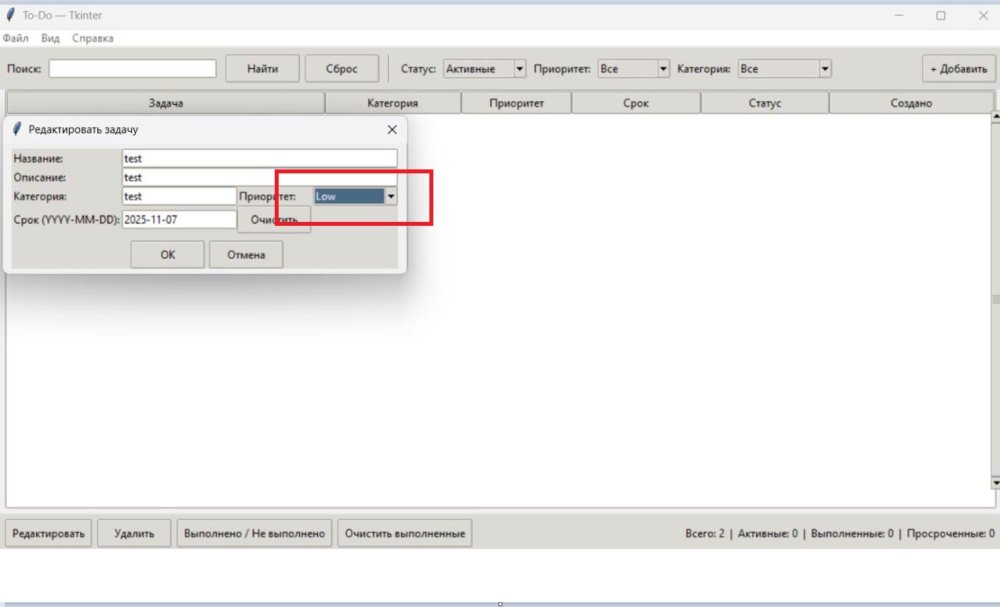 To-Do — Tkinter
Файл Вид Справка
Поиск: Найти Сброс Статус: Активные Приоритет: Все Категория: Все + Добавить
Задача Категория Приоритет Срок Статус Создано
Редактировать задачу
Название: test
Описание: test
Категория: test Приоритет: Low
Срок (YYYY-MM-DD): 2025-11-07 Очистить
OK Отмена
Редактировать Удалить Выполнено / Не выполнено Очистить выполненные Всего: 2 | Активные: 0 | Выполненные: 0 | Просроченные: 0